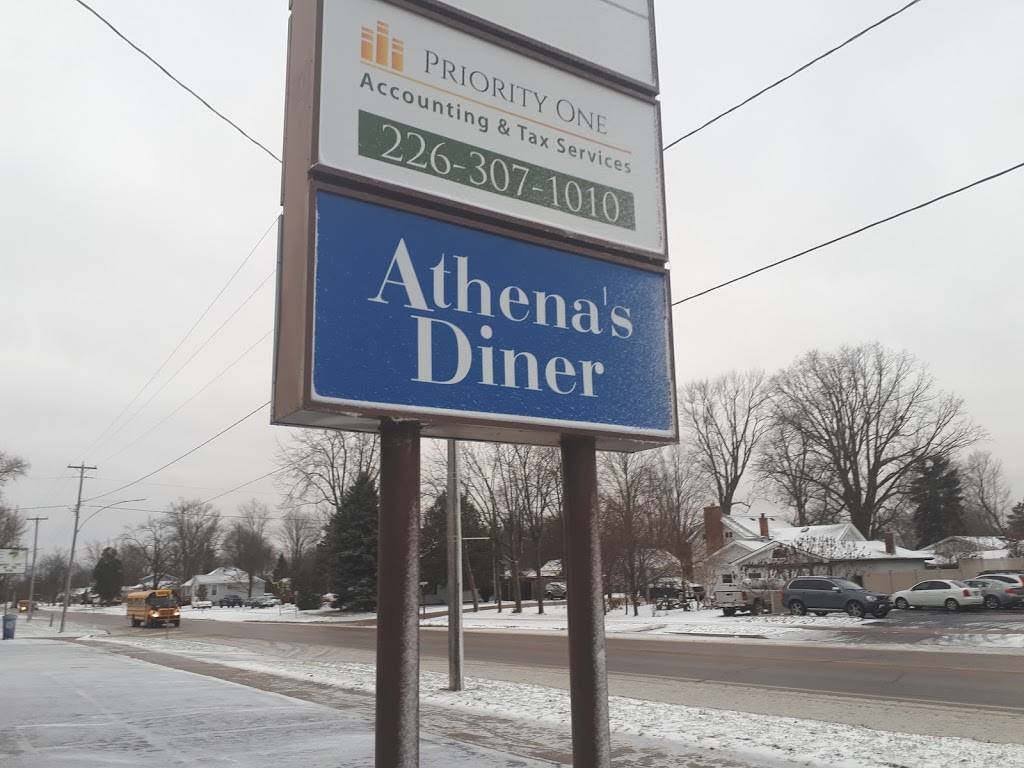 PRIORITY ONE
Accounting & Tax Services
226-307-1010
Athena's
Diner